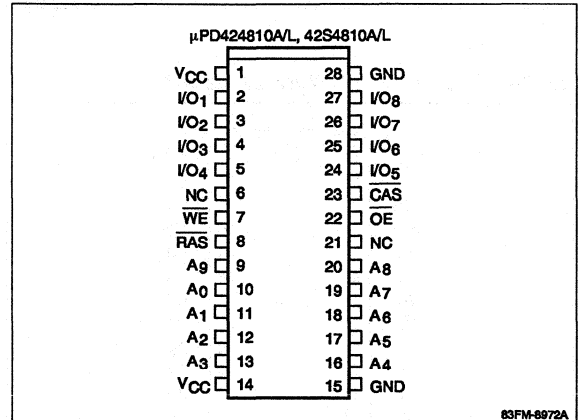 μPD424810A/L, 42S4810A/L
VCC 1 28 GND
I/O1 2 27 I/O8
I/O2 3 26 I/O7
I/O3 4 25 I/O6
I/O4 5 24 I/O5
NC 6 23 CAS
WE 7 22 OE
RAS 8 21 NC
A9 9 20 A8
A0 10 19 A7
A1 11 18 A6
A2 12 17 A5
A3 13 16 A4
VCC 14 15 GND
83FM-8972A